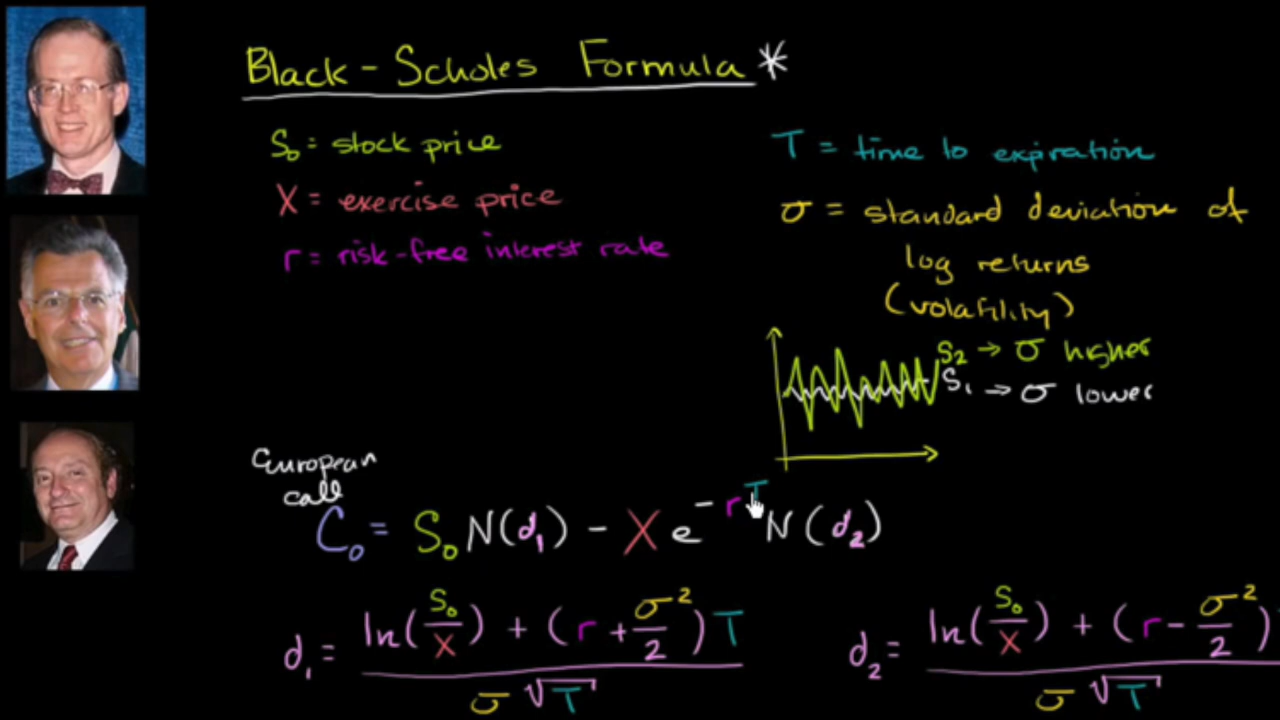 Black-Scholes Formula *
S₀ = stock price
X = exercise price
r = risk-free interest rate
T = time to expiration
σ = standard deviation of
log returns
(volatility)
S₂ → σ higher
S₁ → σ lower
European
call
C₀ = S₀N(d₁) - Xe^(-rT)N(d₂)
d₁ = (ln(S₀/X) + (r + σ²/2)T) / (σ√T)
d₂ = (ln(S₀/X) + (r - σ²/2) / (σ√T)